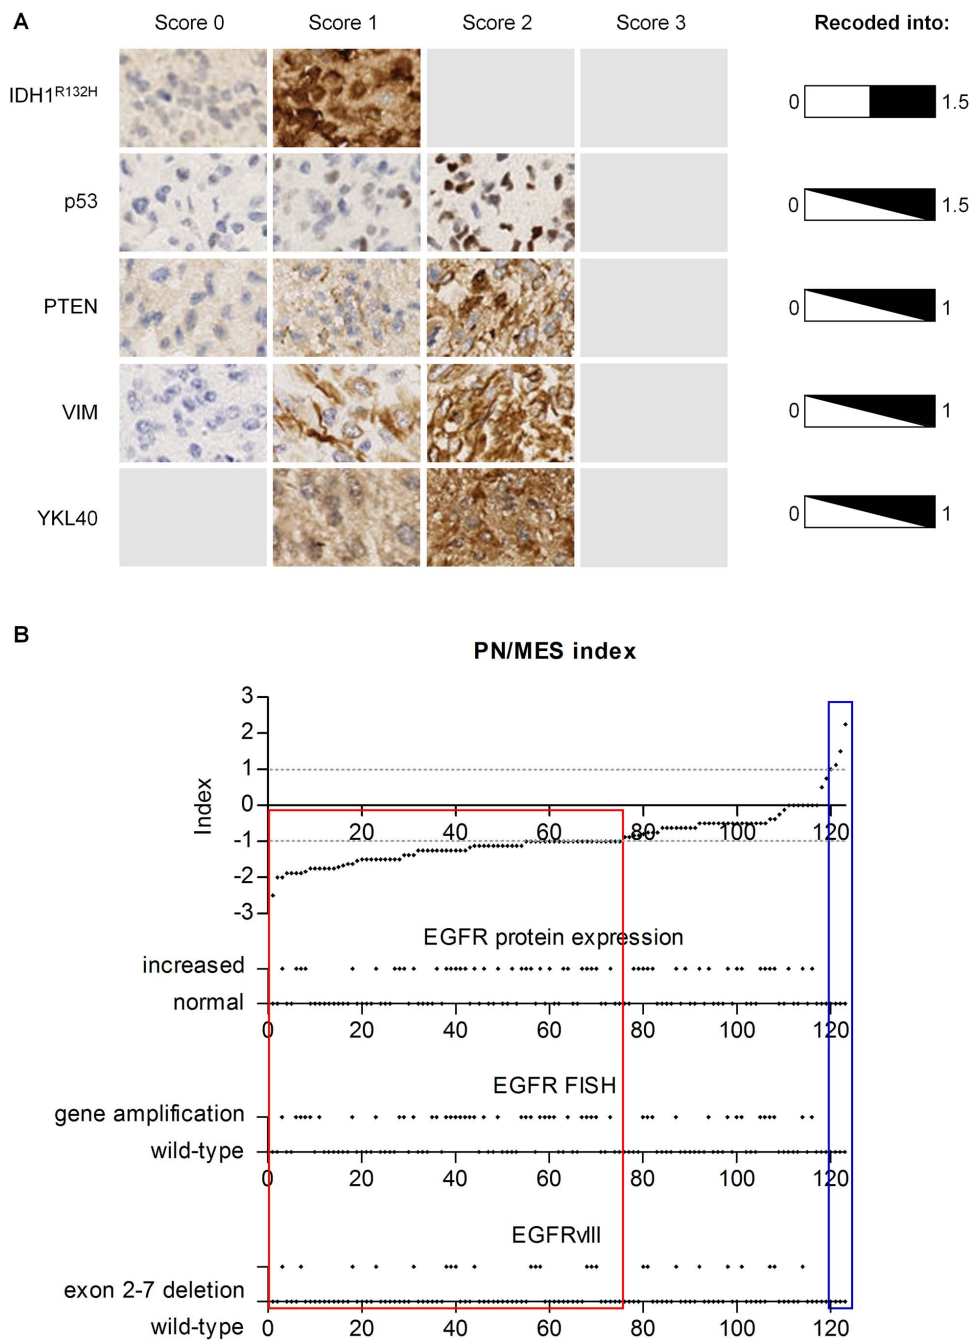 A
Score 0 Score 1 Score 2 Score 3 Recoded into:
IDH1R132H 0 1.5
p53 0 1.5
PTEN 0 1
VIM 0 1
YKL40 0 1
B
PN/MES index
3
2
1
0
20 40 60 80 100 120
-1
-2
-3
Index
EGFR protein expression
increased
normal
0 20 40 60 80 100 120
EGFR FISH
gene amplification
wild-type
0 20 40 60 80 100 120
EGFRvIII
exon 2-7 deletion
wild-type 0 20 40 60 80 100 120